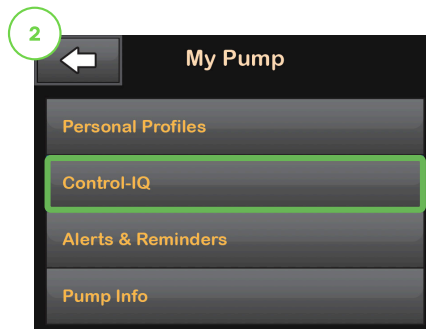 2
My Pump
Personal Profiles
Control-IQ
Alerts & Reminders
Pump Info